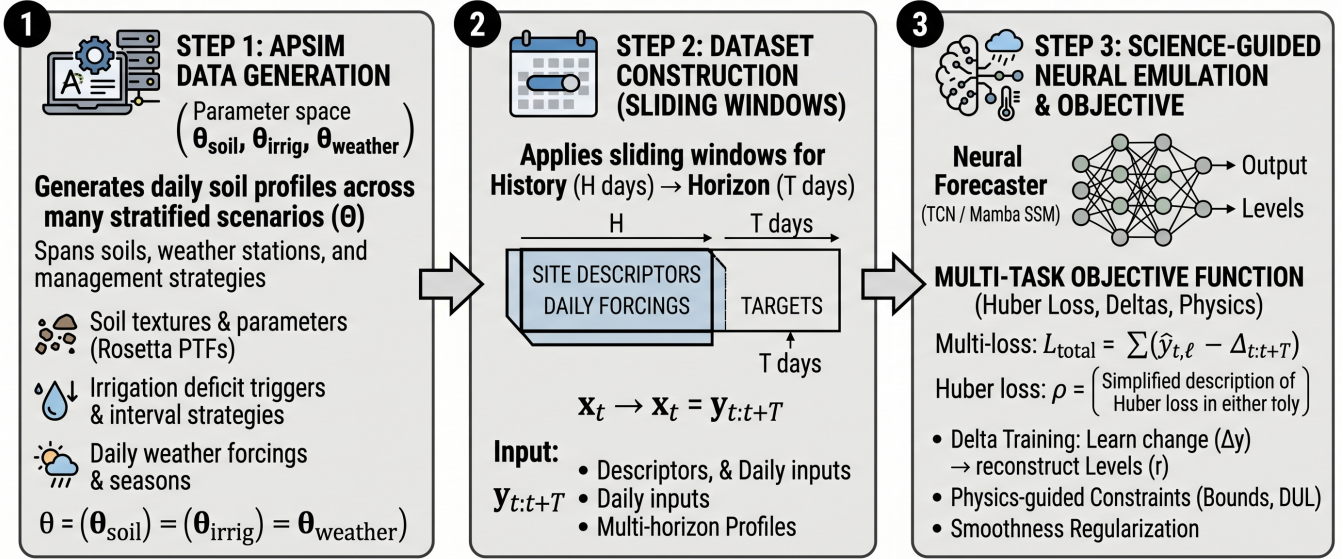 1
STEP 1: APSIM
DATA GENERATION
A
(Parameter space
θsoil, θirrig, θweather)
Generates daily soil profiles across
many stratified scenarios (Θ)
Spans soils, weather stations, and
management strategies
Soil textures & parameters
(Rosetta PTFs)
Irrigation deficit triggers
& interval strategies
Daily weather forcings
& seasons
θ = (θsoil) = (θirrig) = θweather)
2
STEP 2: DATASET
CONSTRUCTION
(SLIDING WINDOWS)
Applies sliding windows for
History (H days) → Horizon (T days)
H T days
SITE DESCRIPTORS
DAILY FORCINGS TARGETS
T days
xt → xt = yt:t+T
Input:
• Descriptors, & Daily inputs
yt:t+T • Daily inputs
• Multi-horizon Profiles
3
STEP 3: SCIENCE-GUIDED
NEURAL EMULATION
& OBJECTIVE
Neural
Forecaster
(TCN / Mamba SSM)
Output
Levels
MULTI-TASK OBJECTIVE FUNCTION
(Huber Loss, Deltas, Physics)
Multi-loss: Ltotal = ∑(ŷt,ℓ − Δt:t+T)
Huber loss: ρ = (Simplified description of
Huber loss in either toly)
• Delta Training: Learn change (Δy)
→ reconstruct Levels (r)
• Physics-guided Constraints (Bounds, DUL)
• Smoothness Regularization